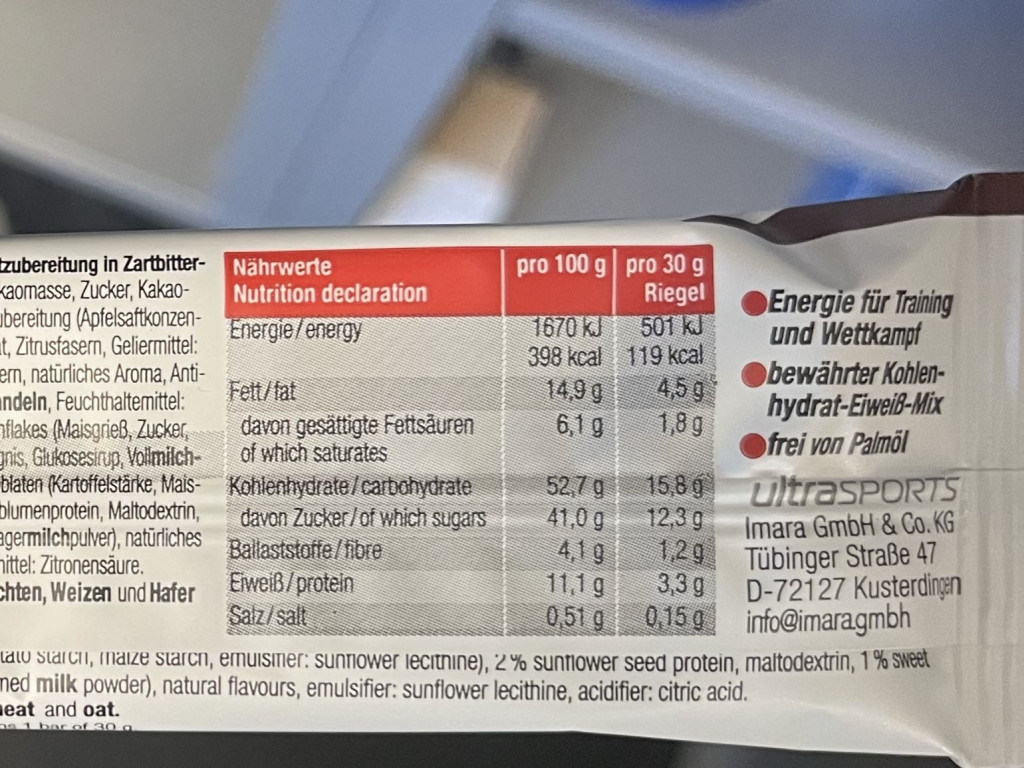 tzubereitung in Zartbitter-
kaomasse, Zucker, Kakao-
ubereitung (Apfelsaftkonzen-
t, Zitrusfasern, Geliermittel:
ern, natürliches Aroma, Anti-
andeln, Feuchthaltemittel:
nflakes (Maisgrieß, Zucker,
gnis, Glukosesirup, Vollmilch-
blaten (Kartoffelstärke, Mais-
blumenprotein, Maltodextrin,
agermilchpulver), natürliches
mittel: Zitronensäure.
chten, Weizen und Hafer
Nährwerte
Nutrition declaration
pro 100 g pro 30 g
Riegel
Energie/energy 1670 kJ 501 kJ
398 kcal 119 kcal
Fett/fat 14,9 g 4,5 g
davon gesättigte Fettsäuren 6,1 g 1,8 g
of which saturates
Kohlenhydrate/carbohydrate 52,7 g 15,8 g
davon Zucker/of which sugars 41,0 g 12,3 g
Ballaststoffe/fibre 4,1 g 1,2 g
Eiweiß/protein 11,1 g 3,3 g
Salz/salt 0,51 g 0,15 g
Energie für Training
und Wettkampf
bewährter Kohlen-
hydrat-Eiweiß-Mix
frei von Palmöl
ultraSPORTS
Imara GmbH & Co. KG
Tübinger Straße 47
D-72127 Kusterdingen
info@imara.gmbh
tato starch, maize starch, emulsifier: sunflower lecithine), 2 % sunflower seed protein, maltodextrin, 1 % sweet
ned milk powder), natural flavours, emulsifier: sunflower lecithine, acidifier: citric acid.
eat and oat.
1 bar of 30 g